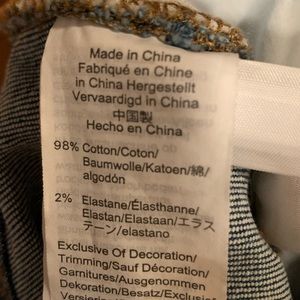 Made in China
Fabriqué en Chine
in China Hergestellt
Vervaardigd in China
中国製
Hecho en China
98% Cotton/Coton/
Baumwolle/Katoen/綿/
algodón
2% Elastane/Élasthanne/
Elastan/Elastaan/エラス
テーン/elastano
Exclusive Of Decoration/
Trimming/Sauf Décoration/
Garnitures/Ausgenommen
Dekoration/Besatz/Exclusief